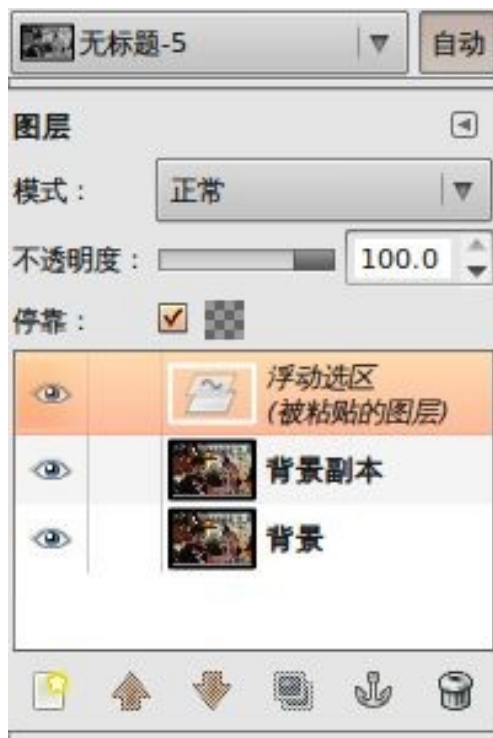 无标题-5
自动
图层
模式：
正常
不透明度：
100.0
停靠：
浮动选区
(被粘贴的图层)
背景副本
背景